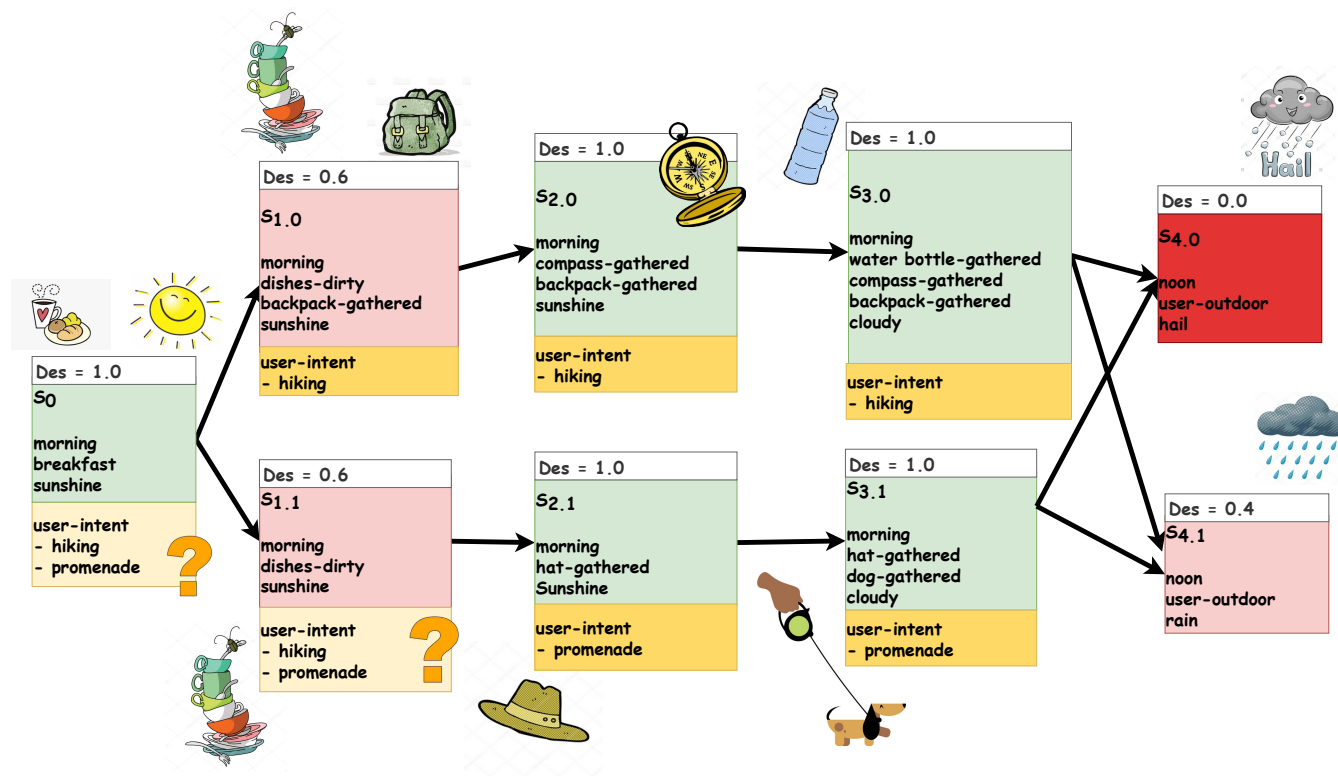 Des = 1.0
S0
morning
breakfast
sunshine
user-intent
- hiking
- promenade
?
Des = 0.6
S1.0
morning
dishes-dirty
backpack-gathered
sunshine
user-intent
- hiking
Des = 1.0
S2.0
morning
compass-gathered
backpack-gathered
sunshine
user-intent
- hiking
Des = 1.0
S3.0
morning
water bottle-gathered
compass-gathered
backpack-gathered
cloudy
user-intent
- hiking
Hail
Des = 0.0
S4.0
noon
user-outdoor
hail
Des = 0.6
S1.1
morning
dishes-dirty
sunshine
user-intent
- hiking
- promenade
?
Des = 1.0
S2.1
morning
hat-gathered
Sunshine
user-intent
- promenade
Des = 1.0
S3.1
morning
hat-gathered
dog-gathered
cloudy
user-intent
- promenade
Des = 0.4
S4.1
noon
user-outdoor
rain